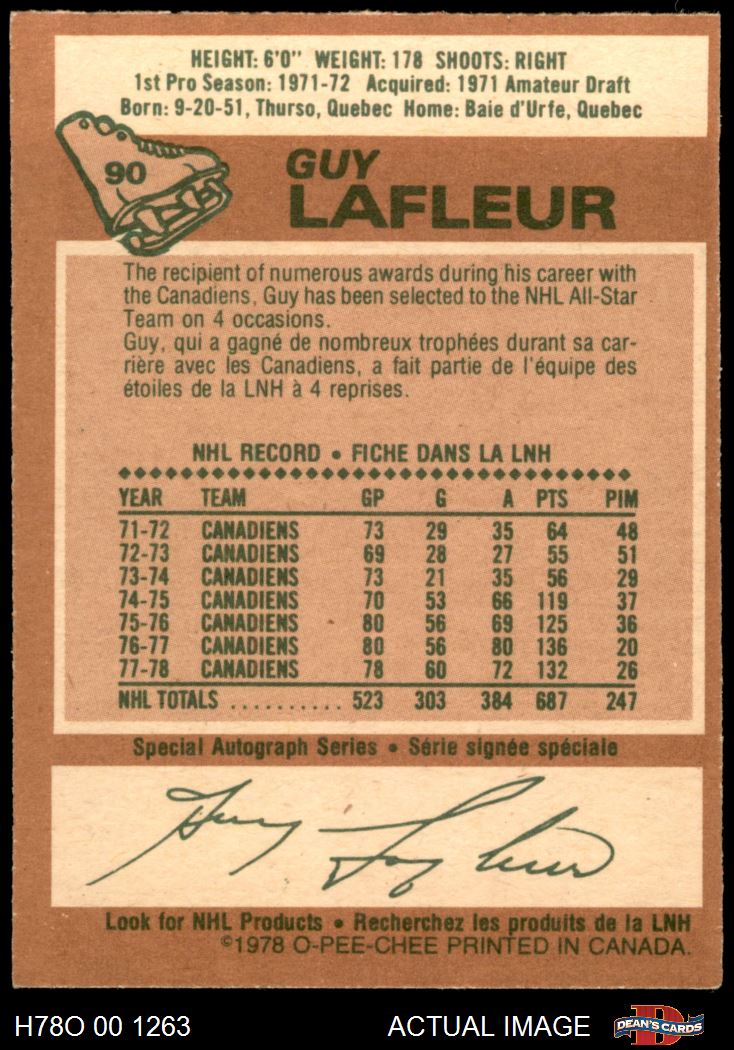 HEIGHT: 6'0" WEIGHT: 178 SHOOTS: RIGHT
1st Pro Season: 1971-72 Acquired: 1971 Amateur Draft
Born: 9-20-51, Thurso, Quebec Home: Baie d'Urfe, Quebec
90
GUY
LAFLEUR
The recipient of numerous awards during his career with
the Canadiens, Guy has been selected to the NHL All-Star
Team on 4 occasions.
Guy, qui a gagné de nombreux trophées durant sa car-
rière avec les Canadiens, a fait partie de l'équipe des
étoiles de la LNH à 4 reprises.
NHL RECORD • FICHE DANS LA LNH
YEAR TEAM GP G A PTS PIM
71-72 CANADIENS 73 29 35 64 48
72-73 CANADIENS 69 28 27 55 51
73-74 CANADIENS 73 21 35 56 29
74-75 CANADIENS 70 53 66 119 37
75-76 CANADIENS 80 56 69 125 36
76-77 CANADIENS 80 56 80 136 20
77-78 CANADIENS 78 60 72 132 26
NHL TOTALS .......... 523 303 384 687 247
Special Autograph Series • Série signée spéciale
Guy Lafleur
Look for NHL Products • Recherchez les produits de la LNH
©1978 O-PEE-CHEE PRINTED IN CANADA.
H78O 00 1263 ACTUAL IMAGE D DEAN'S CARDS